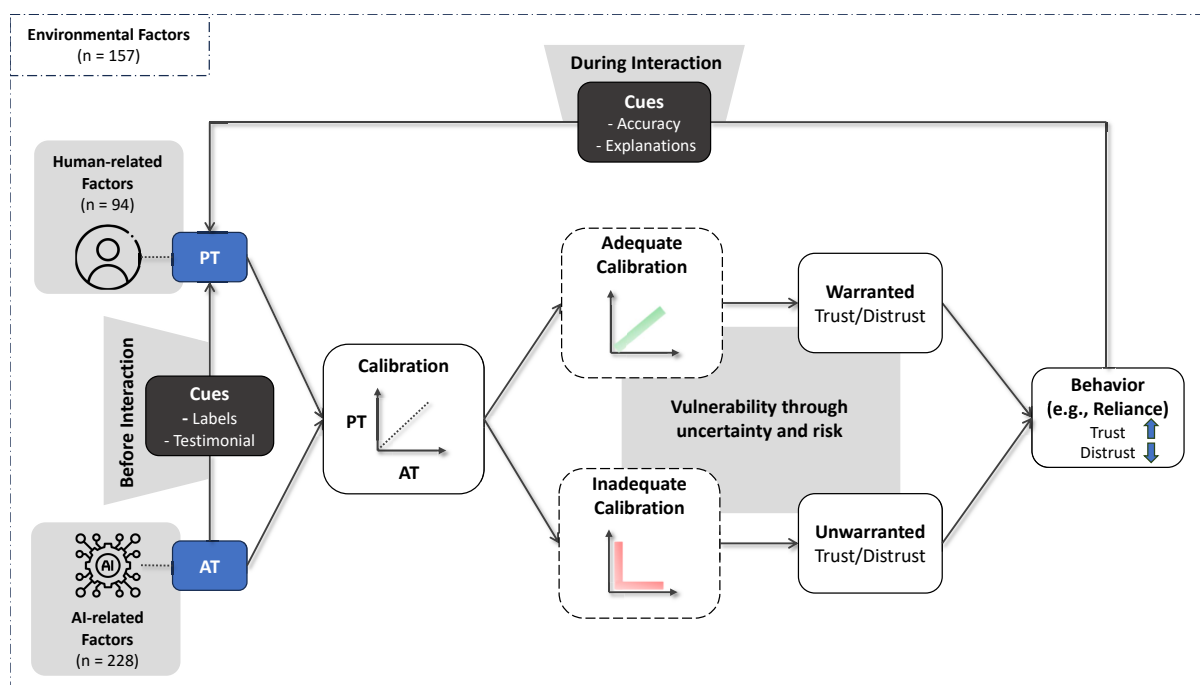 Environmental Factors
(n = 157)
During Interaction
Cues
- Accuracy
- Explanations
Human-related
Factors
(n = 94)
PT
Before Interaction
Cues
- Labels
- Testimonial
AI
AT
AI-related
Factors
(n = 228)
Calibration
PT
AT
Adequate
Calibration
Warranted
Trust/Distrust
Vulnerability through
uncertainty and risk
Inadequate
Calibration
Unwarranted
Trust/Distrust
Behavior
(e.g., Reliance)
Trust
Distrust